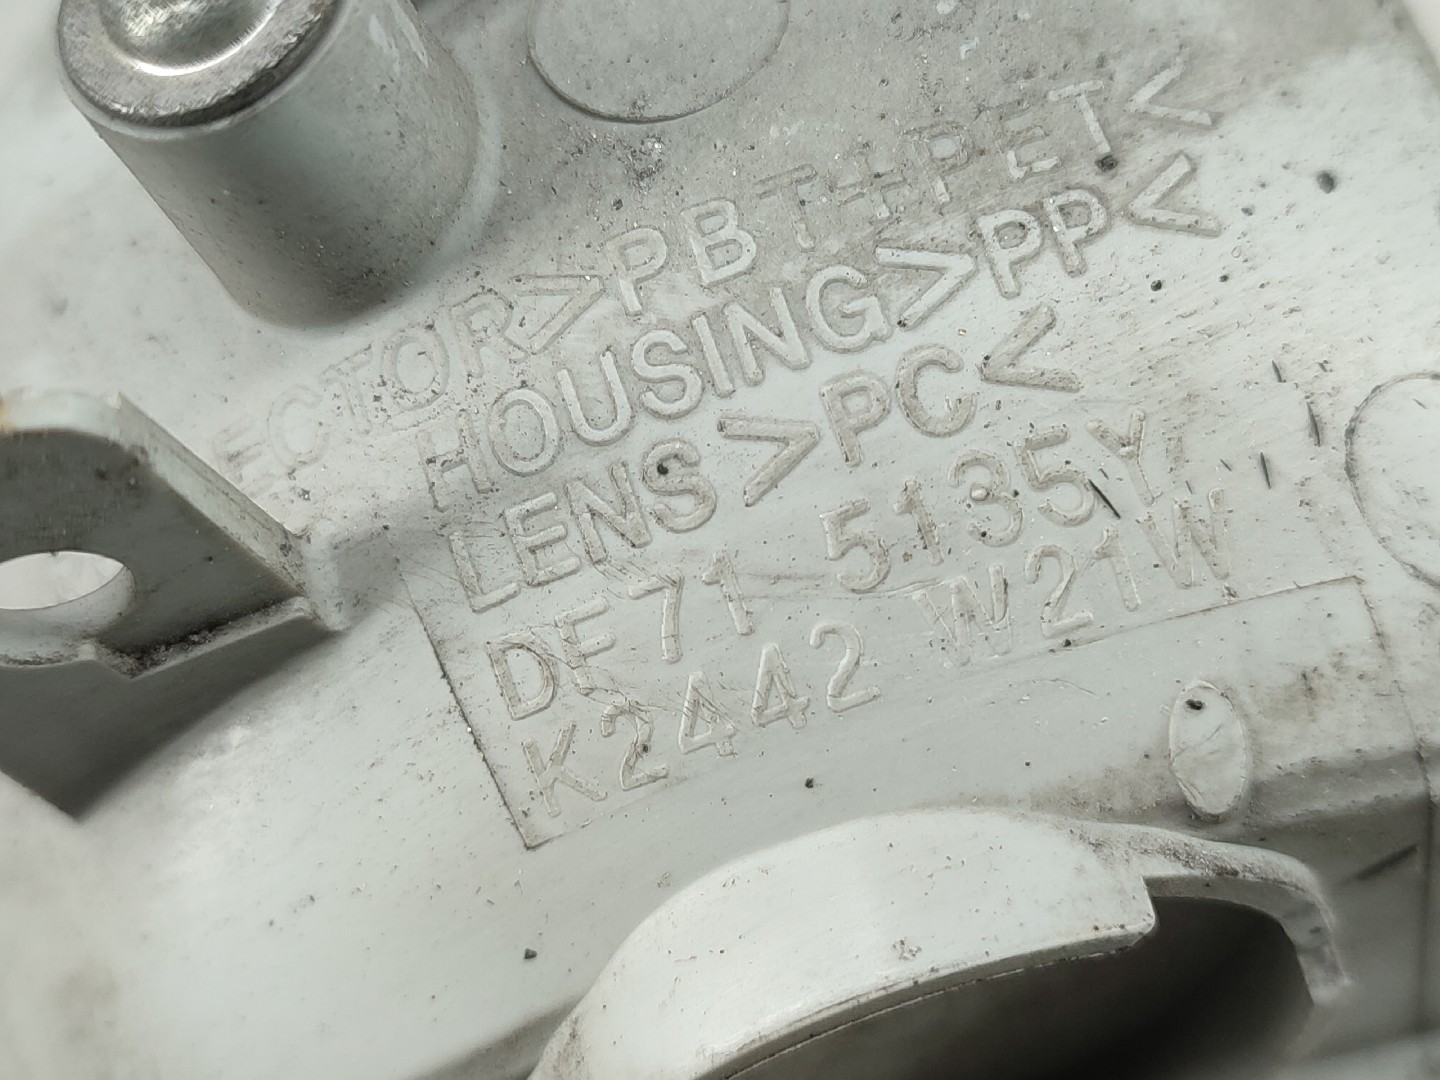 ECTOR>PBT+PET<
HOUSING>PP<
LENS>PC<
DF71 5135Y
K2442 W21W